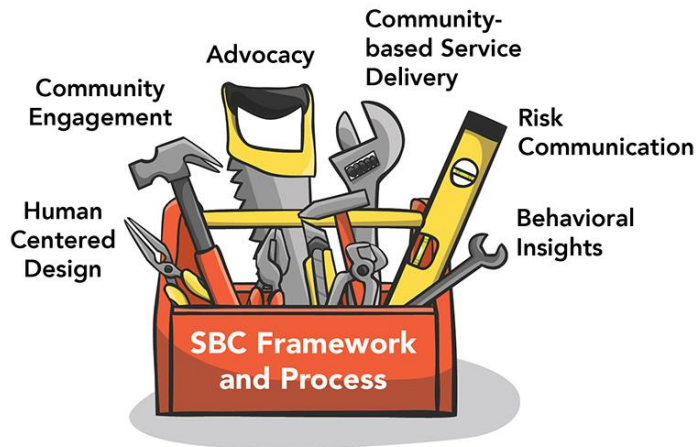 Advocacy
Community-
based Service
Delivery
Community
Engagement
Risk
Communication
Human
Centered
Design
Behavioral
Insights
SBC Framework
and Process